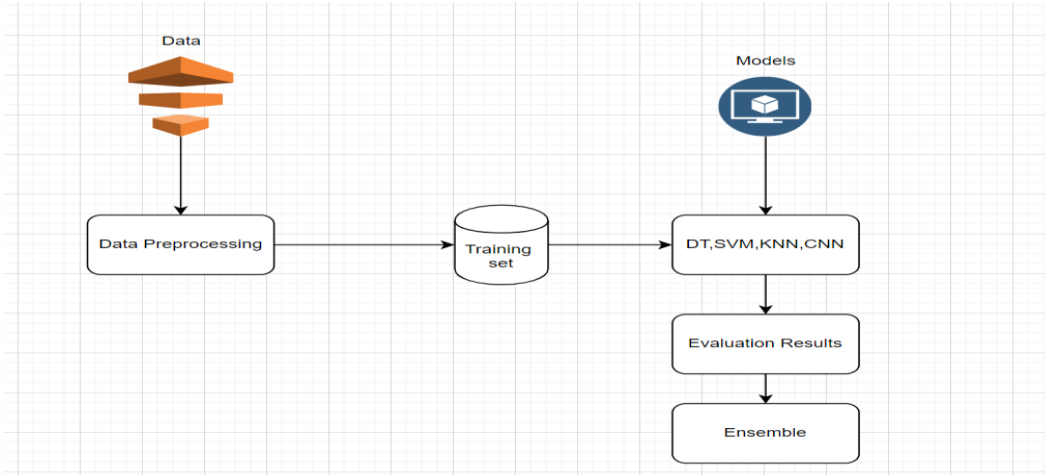 Data
Models
Data Preprocessing
Training
set
DT,SVM,KNN,CNN
Evaluation Results
Ensemble